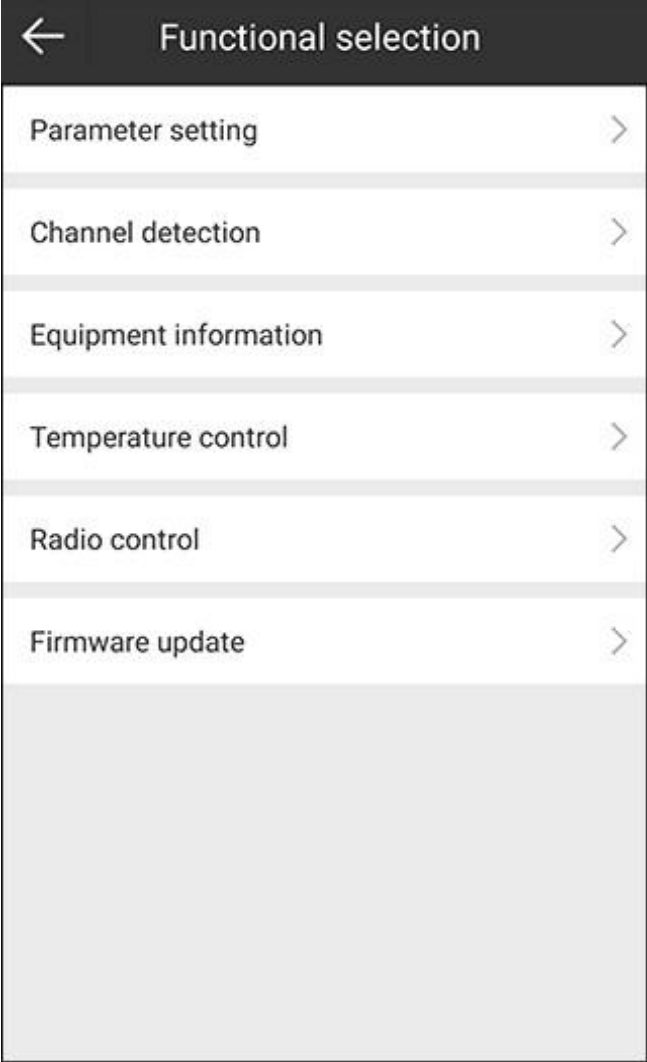 Functional selection
Parameter setting
Channel detection
Equipment information
Temperature control
Radio control
Firmware update